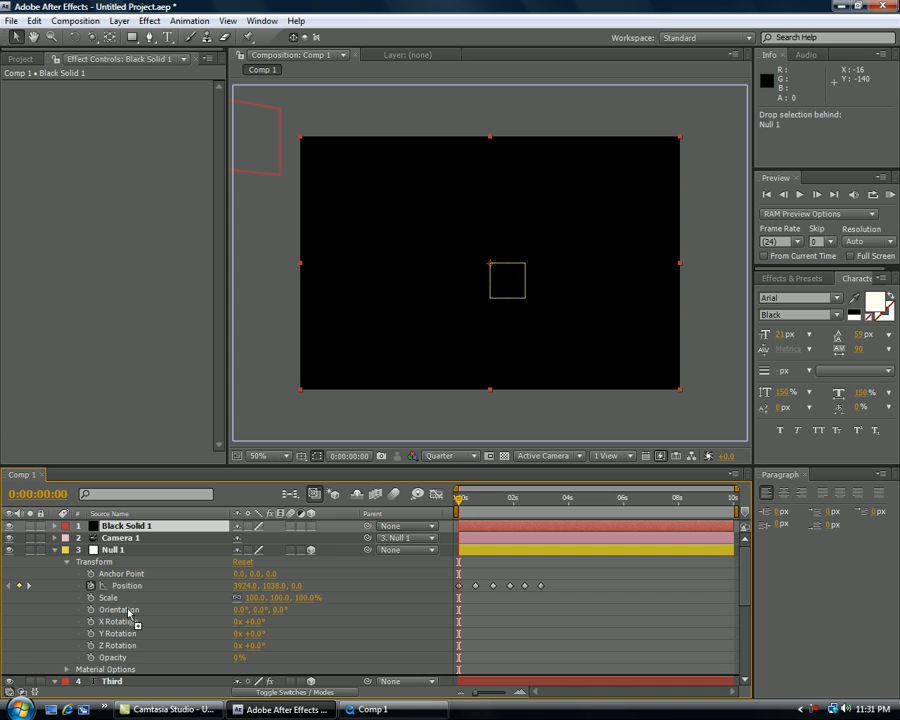 Adobe After Effects - Untitled Project.aep *
File Edit Composition Layer Effect Animation View Window Help
Workspace: Standard Search Help
Project Effect Controls: Black Solid 1 Composition: Comp 1 Layer: (none) Info Audio
Comp 1 • Black Solid 1
Comp 1
R: X: -16
G: Y: -140
B:
A: 0
Drop selection behind:
Null 1
Preview
RAM Preview Options
Frame Rate Skip Resolution
(24) 0 Auto
From Current Time Full Screen
Effects & Presets Characte
Arial
Black
21 px 59 px
Metrics 90
- px
150 % 150 %
0 px 0 %
T T TT Tr T¹ T₁
50% 0:00:00:00 Quarter Active Camera 1 View +0.0
Comp 1 Paragraph
0:00:00:00
# Source Name Parent 0s 02s 04s 06s 08s 10s
1 Black Solid 1 None
2 Camera 1 3. Null 1
3 Null 1 None
Transform Reset
Anchor Point 0.0, 0.0, 0.0
Position 3924.0, 1038.0, 0.0
Scale 100.0, 100.0, 100.0%
Orientation 0.0°, 0.0°, 0.0°
X Rotation 0x +0.0°
Y Rotation 0x +0.0°
Z Rotation 0x +0.0°
Opacity 0%
Material Options
4 T Third None
Toggle Switches / Modes
0 px 0 px 0 px
0 px 0 px
Camtasia Studio - U... Adobe After Effects ... Comp 1 11:31 PM